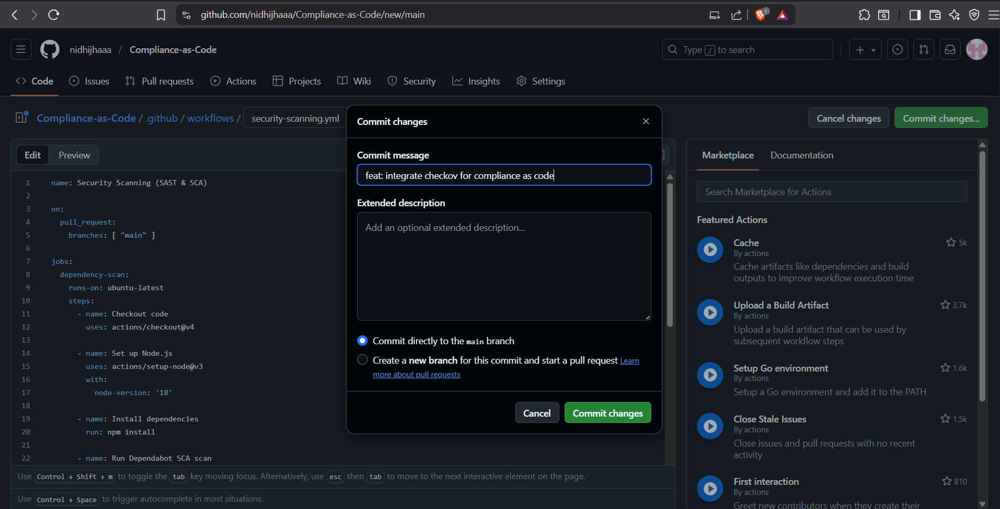 github.com/nidhijhaaa/Compliance-as-Code/new/main
1
nidhijhaaa / Compliance-as-Code
Type / to search
Code
Issues
Pull requests
Actions
Projects
Wiki
Security
Insights
Settings
Compliance-as-Code / .github / workflows / security-scanning.yml
Cancel changes
Commit changes...
Edit
Preview
1 name: Security Scanning (SAST & SCA)
2
3 on:
4 pull_request:
5 branches: [ "main" ]
6
7 jobs:
8 dependency-scan:
9 runs-on: ubuntu-latest
10 steps:
11 - name: Checkout code
12 uses: actions/checkout@v4
13
14 - name: Set up Node.js
15 uses: actions/setup-node@v3
16 with:
17 node-version: '18'
18
19 - name: Install dependencies
20 run: npm install
21
22 - name: Run Dependabot SCA scan
Use Control + Shift + m to toggle the tab key moving focus. Alternatively, use esc then tab to move to the next interactive element on the page.
Use Control + Space to trigger autocomplete in most situations.
Commit changes
Commit message
feat: integrate checkov for compliance as code
Extended description
Add an optional extended description...
Commit directly to the main branch
Create a new branch for this commit and start a pull request Learn
more about pull requests
Cancel
Commit changes
Marketplace
Documentation
Search Marketplace for Actions
Featured Actions
Cache
5k
By actions
Cache artifacts like dependencies and build
outputs to improve workflow execution time
Upload a Build Artifact
3.7k
By actions
Upload a build artifact that can be used by
subsequent workflow steps
Setup Go environment
1.6k
By actions
Setup a Go environment and add it to the PATH
Close Stale Issues
1.5k
By actions
Close issues and pull requests with no recent
activity
First interaction
810
By actions
Greet new contributors when they create their